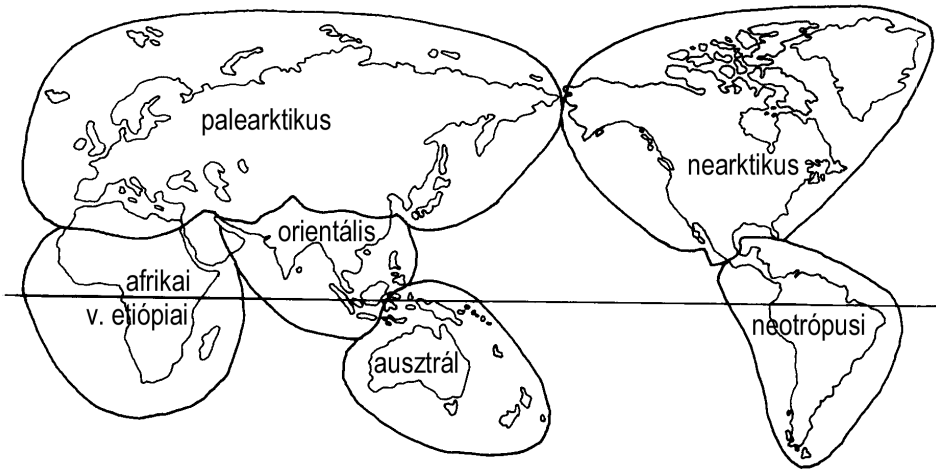 palearktikus
nearktikus
orientális
afrikai
v. etiópiai
neotrópusi
ausztrál